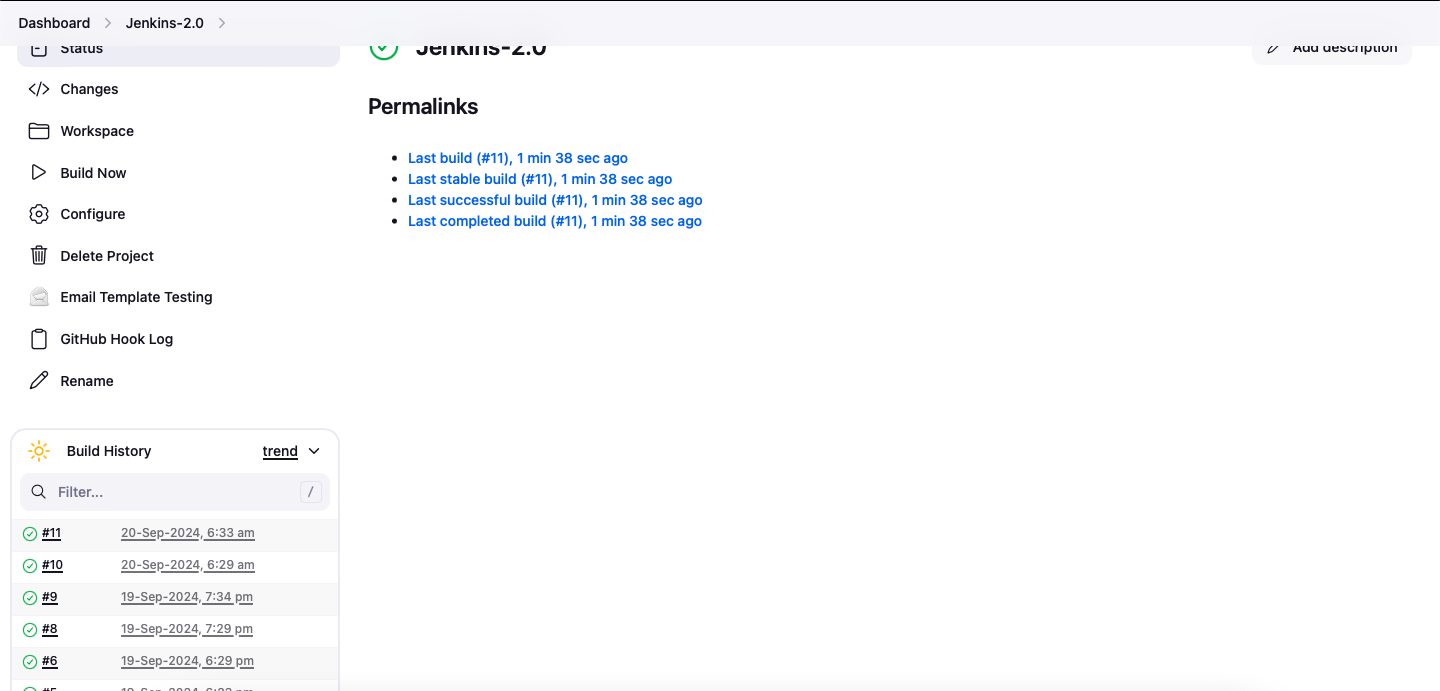 Dashboard
Jenkins-2.0
Status
Changes
Workspace
Build Now
Configure
Delete Project
Email Template Testing
GitHub Hook Log
Rename
Build History
trend
Filter...
/
#11
20-Sep-2024, 6:33 am
#10
20-Sep-2024, 6:29 am
#9
19-Sep-2024, 7:34 pm
#8
19-Sep-2024, 7:29 pm
#6
19-Sep-2024, 6:29 pm
Jenkins-2.0
Add description
Permalinks
Last build (#11), 1 min 38 sec ago
Last stable build (#11), 1 min 38 sec ago
Last successful build (#11), 1 min 38 sec ago
Last completed build (#11), 1 min 38 sec ago